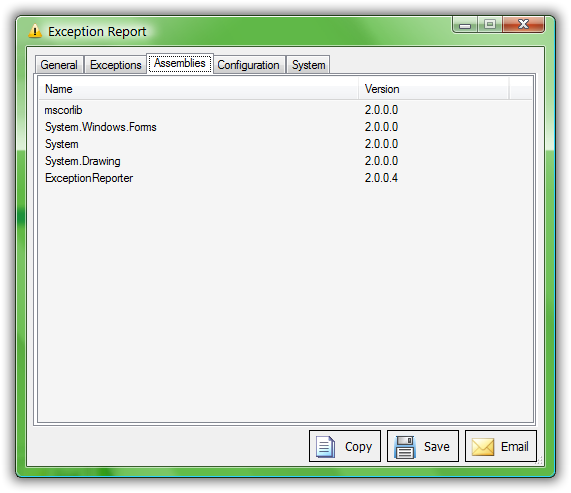 Exception Report
General Exceptions Assemblies Configuration System
Name Version
mscorlib 2.0.0.0
System.Windows.Forms 2.0.0.0
System 2.0.0.0
System.Drawing 2.0.0.0
ExceptionReporter 2.0.0.4
Copy Save Email